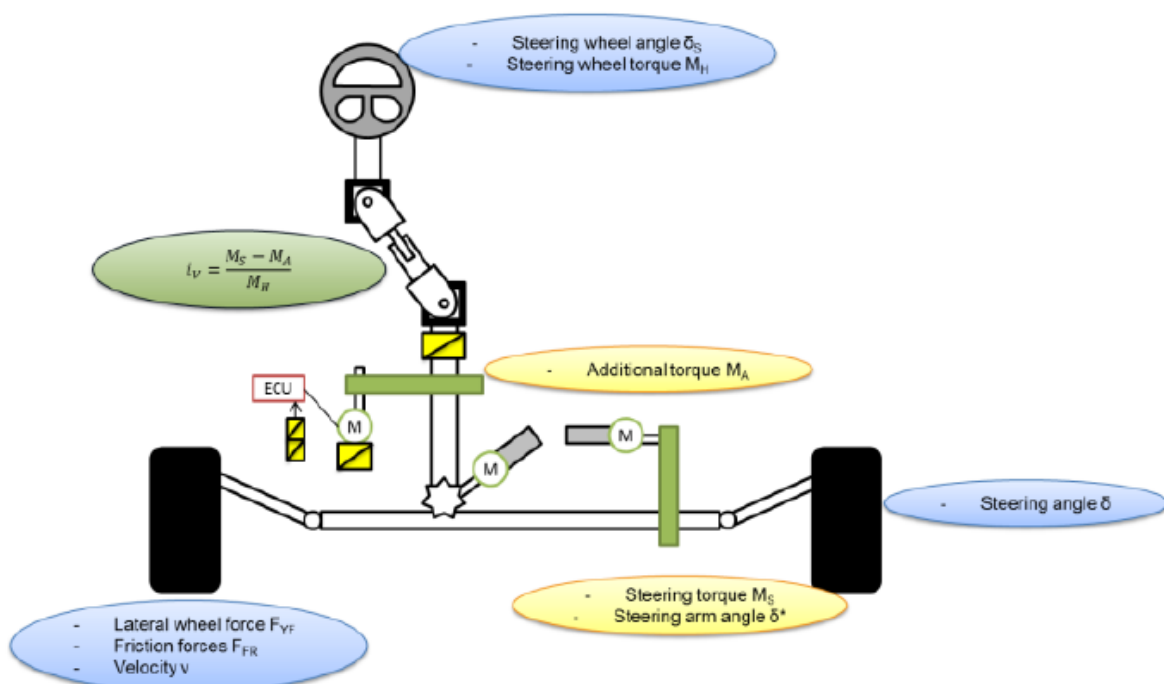 - Steering wheel angle δS
- Steering wheel torque MH
iv = (MS − MA) / MH
- Additional torque MA
ECU
M
M
M
- Steering angle δ
- Steering torque MS
- Steering arm angle δ*
- Lateral wheel force FYF
- Friction forces FFR
- Velocity v